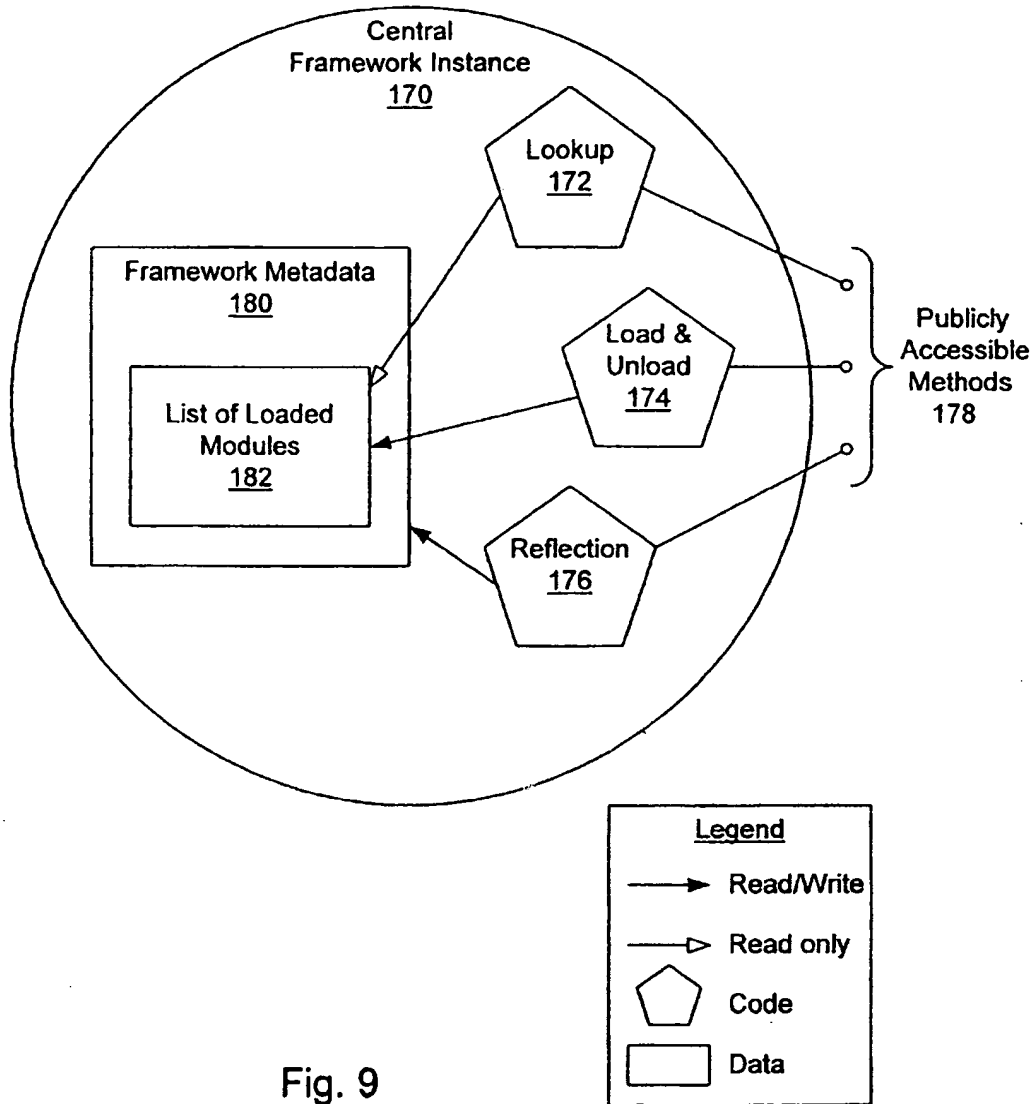 Central
Framework Instance
170
Lookup
172
Framework Metadata
180
Load &
Unload
174
Publicly
Accessible
Methods
178
List of Loaded
Modules
182
Reflection
176
Legend
Read/Write
Read only
Code
Data
Fig. 9